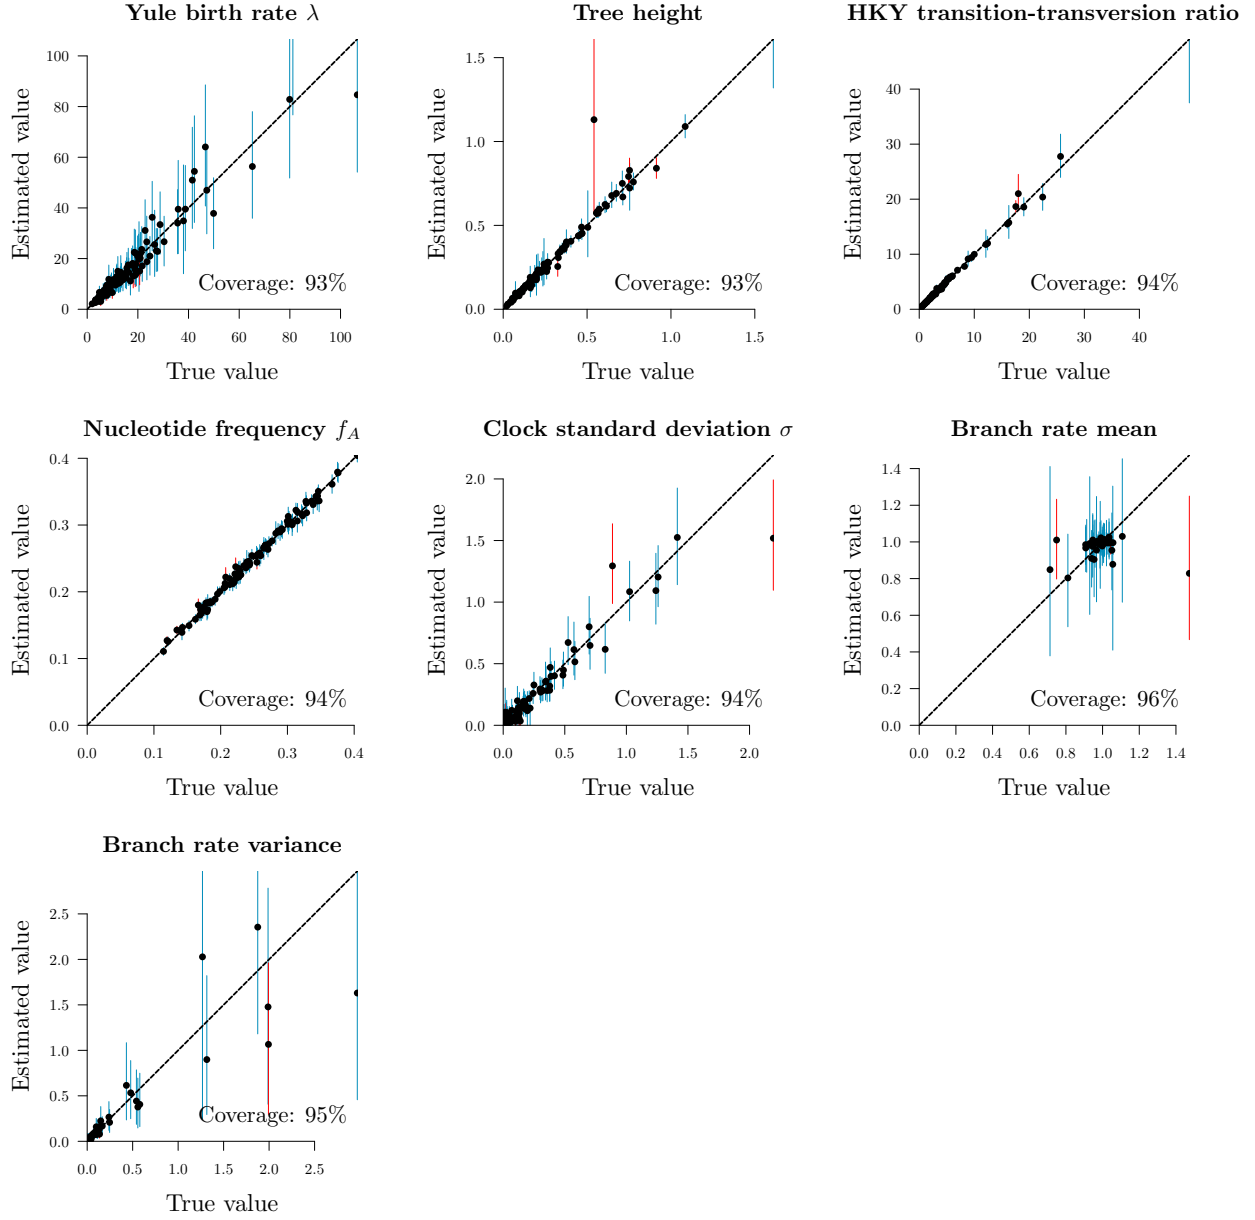 Yule birth rate λ
Tree height
HKY transition-transversion ratio
Estimated value
100
80
60
40
20
0
Coverage: 93%
0 20 40 60 80 100
True value
Estimated value
1.5
1.0
0.5
0.0
Coverage: 93%
0.0 0.5 1.0 1.5
True value
Estimated value
40
30
20
10
0
Coverage: 94%
0 10 20 30 40
True value
Nucleotide frequency f_A
Clock standard deviation σ
Branch rate mean
Estimated value
0.4
0.3
0.2
0.1
0.0
Coverage: 94%
0.0 0.1 0.2 0.3 0.4
True value
Estimated value
2.0
1.5
1.0
0.5
0.0
Coverage: 94%
0.0 0.5 1.0 1.5 2.0
True value
Estimated value
1.4
1.2
1.0
0.8
0.6
0.4
0.2
0.0
Coverage: 96%
0.0 0.2 0.4 0.6 0.8 1.0 1.2 1.4
True value
Branch rate variance
Estimated value
2.5
2.0
1.5
1.0
0.5
0.0
Coverage: 95%
0.0 0.5 1.0 1.5 2.0 2.5
True value